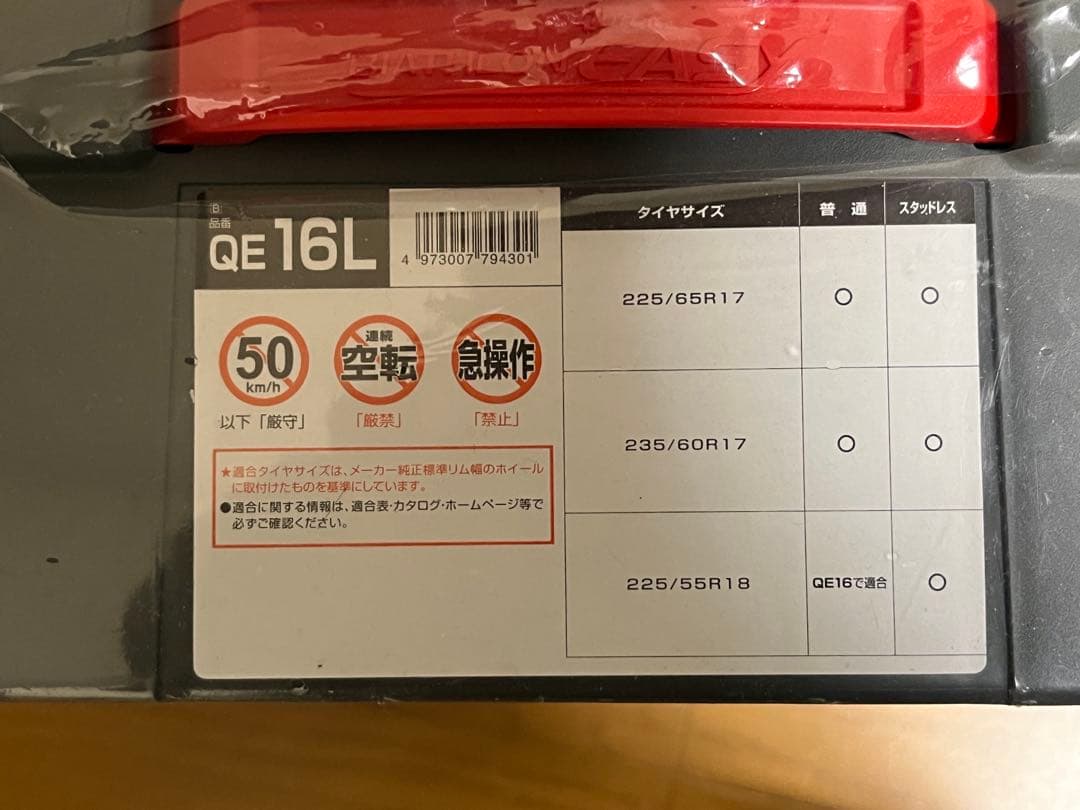 BIATHLON EASY
B
品番
QE 16L
4 973007 794301
50
km/h
以下「厳守」
連続
空転
「厳禁」
急操作
「禁止」
★適合タイヤサイズは、メーカー純正標準リム幅のホイール
に取付けたものを基準にしています。
●適合に関する情報は、適合表・カタログ・ホームページ等で
必ずご確認ください。
タイヤサイズ 普通 スタッドレス
225/65R17 ○ ○
235/60R17 ○ ○
225/55R18 QE16で適合 ○